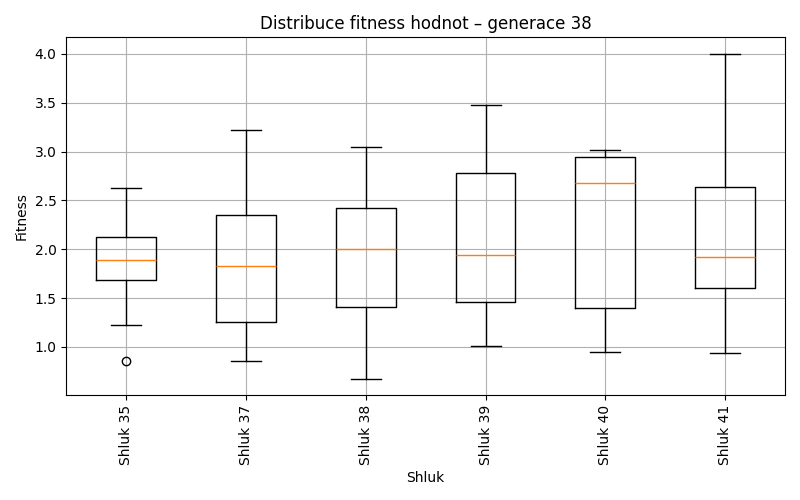 Distribuce fitness hodnot – generace 38
Fitness
4.0
3.5
3.0
2.5
2.0
1.5
1.0
Shluk 35
Shluk 37
Shluk 38
Shluk 39
Shluk 40
Shluk 41
Shluk